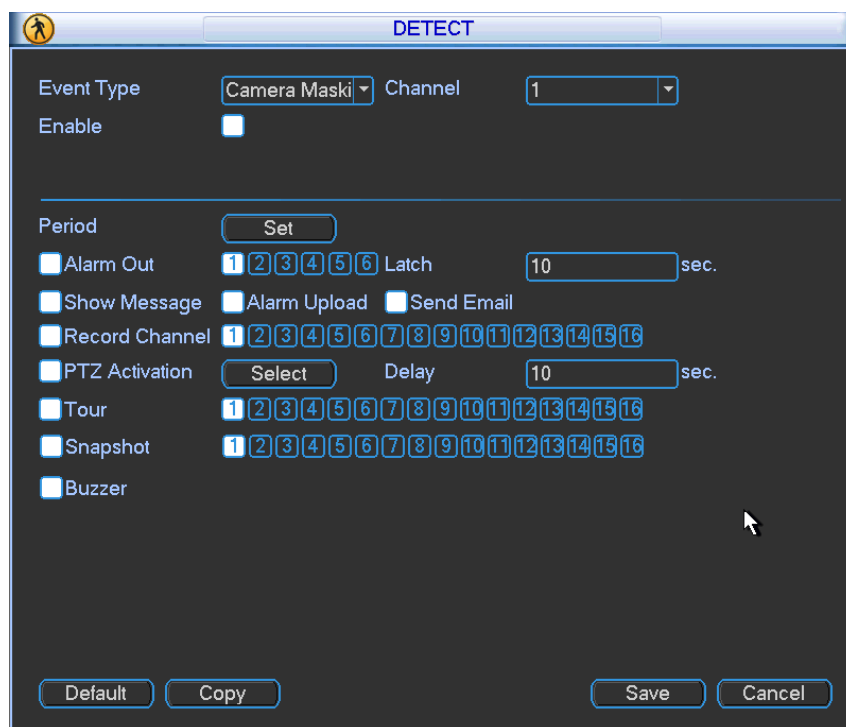 DETECT
Event Type Camera Maski Channel 1
Enable
Period Set
Alarm Out 1 2 3 4 5 6 Latch 10 sec.
Show Message Alarm Upload Send Email
Record Channel 1 2 3 4 5 6 7 8 9 10 11 12 13 14 15 16
PTZ Activation Select Delay 10 sec.
Tour 1 2 3 4 5 6 7 8 9 10 11 12 13 14 15 16
Snapshot 1 2 3 4 5 6 7 8 9 10 11 12 13 14 15 16
Buzzer
Default Copy Save Cancel